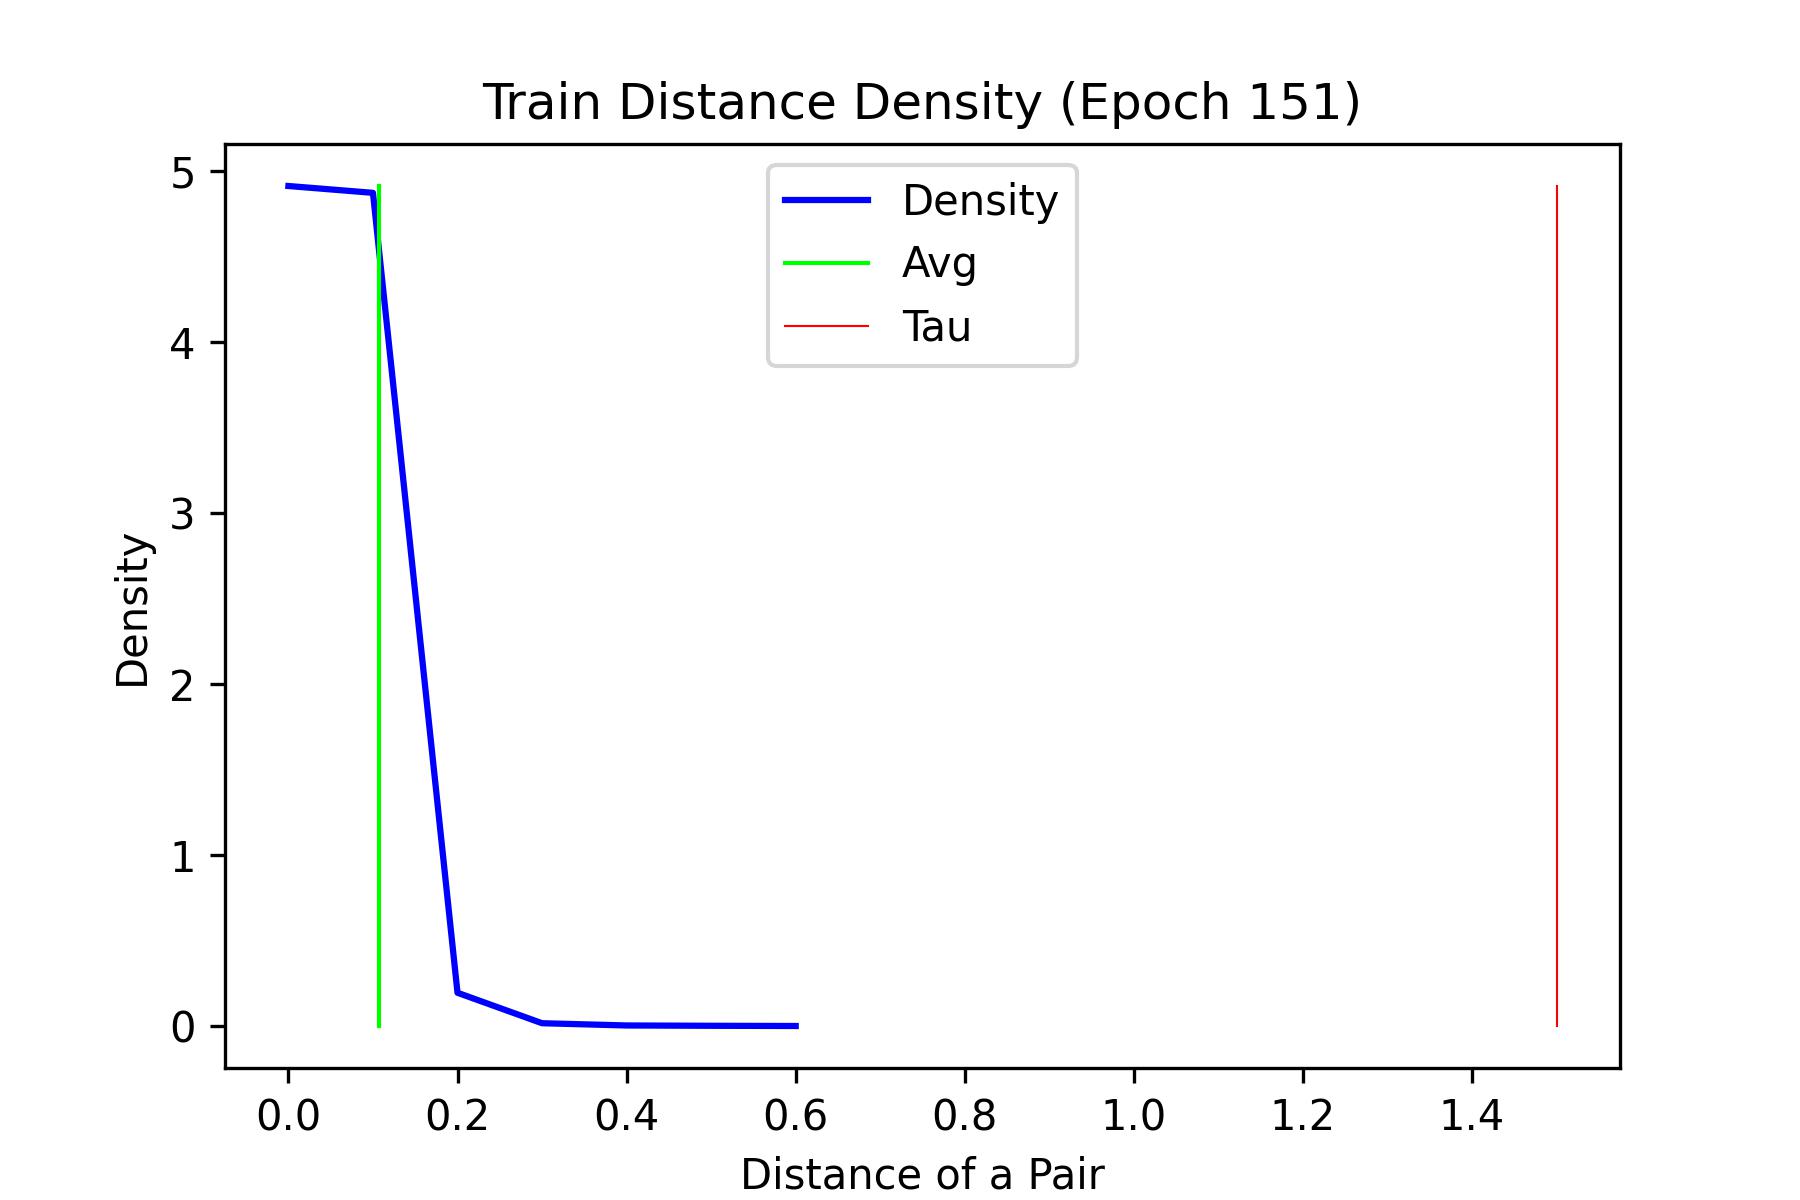 Train Distance Density (Epoch 151)
Density
Avg
Tau
5
4
3
2
1
0
Density
0.0 0.2 0.4 0.6 0.8 1.0 1.2 1.4
Distance of a Pair